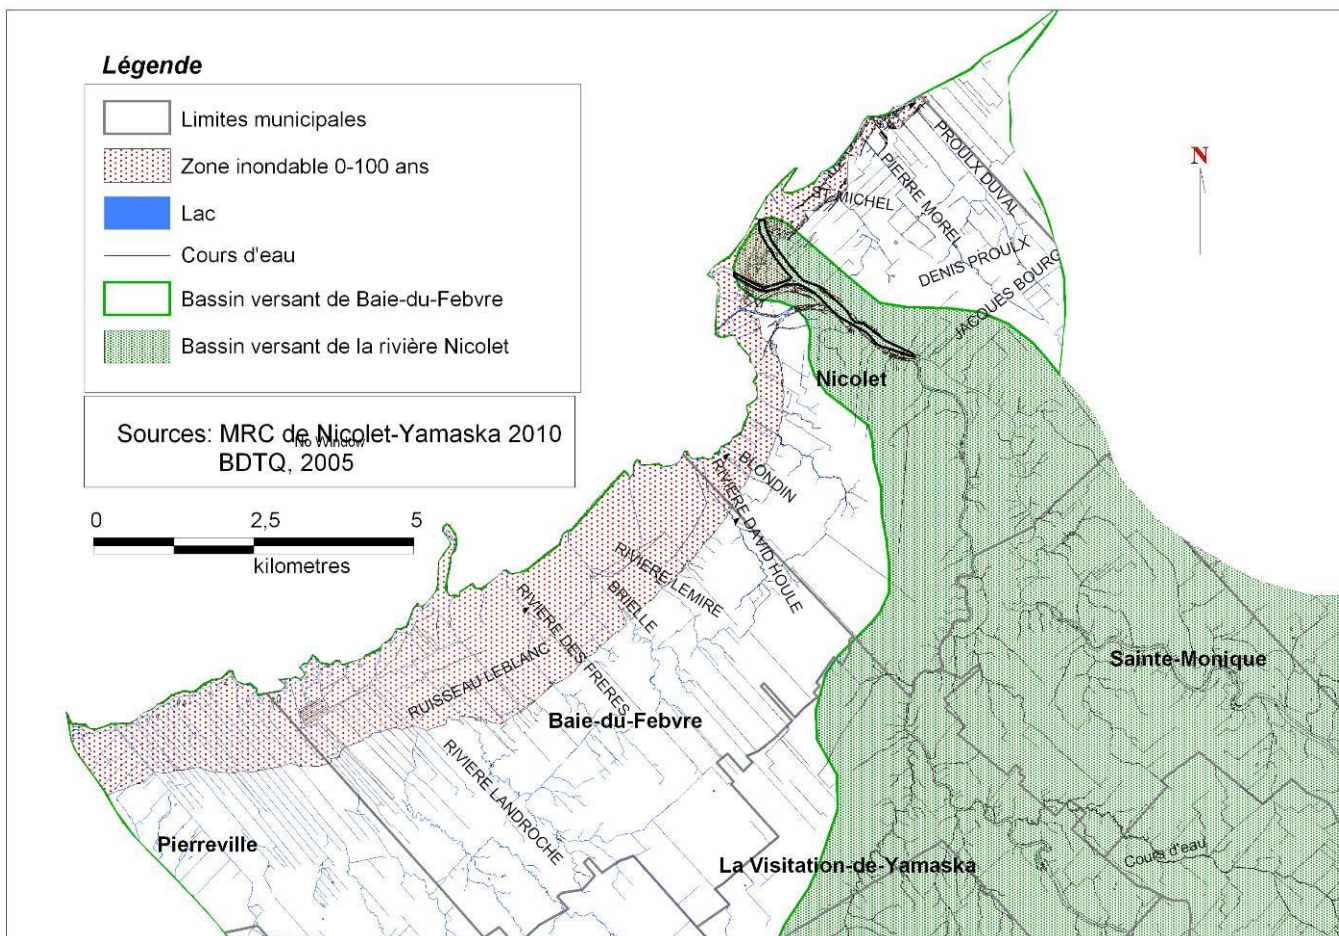 Légende
Limites municipales
Zone inondable 0-100 ans
Lac
Cours d'eau
Bassin versant de Baie-du-Febvre
Bassin versant de la rivière Nicolet
Sources: MRC de Nicolet-Yamaska 2010
No Window
BDTQ, 2005
0 2,5 5
kilometres
N
PROULX DUVAL
PIERRE MOREL
ST MICHEL
DENIS PROULX
JACQUES BOURG
Nicolet
BLONDIN
RIVIERE DAVID HOULE
RIVIERE LEMIRE
BRIELLE
RIVIERE DES FRERES
RUISSEAU LEBLANC
Sainte-Monique
Baie-du-Febvre
RIVIERE LANDROCHE
Pierreville
La Visitation-de-Yamaska
Cours d'eau